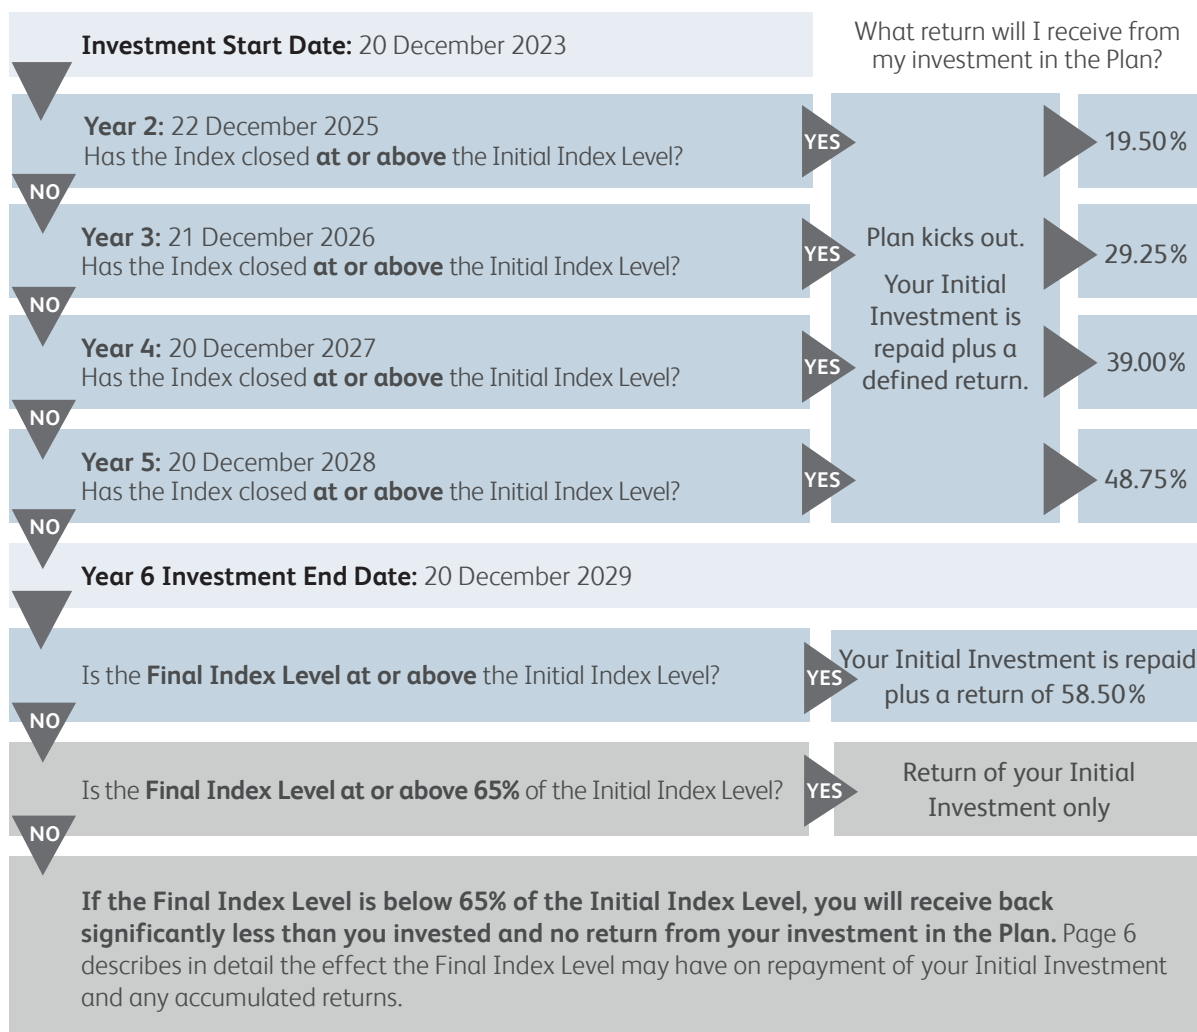 Investment Start Date: 20 December 2023
What return will I receive from
my investment in the Plan?
Year 2: 22 December 2025
Has the Index closed at or above the Initial Index Level?
YES
19.50%
NO
Year 3: 21 December 2026
Has the Index closed at or above the Initial Index Level?
YES
Plan kicks out.
Your Initial
Investment is
repaid plus a
defined return.
29.25%
NO
Year 4: 20 December 2027
Has the Index closed at or above the Initial Index Level?
YES
39.00%
NO
Year 5: 20 December 2028
Has the Index closed at or above the Initial Index Level?
YES
48.75%
NO
Year 6 Investment End Date: 20 December 2029
Is the Final Index Level at or above the Initial Index Level?
YES
Your Initial Investment is repaid
plus a return of 58.50%
NO
Is the Final Index Level at or above 65% of the Initial Index Level?
YES
Return of your Initial
Investment only
NO
If the Final Index Level is below 65% of the Initial Index Level, you will receive back
significantly less than you invested and no return from your investment in the Plan. Page 6
describes in detail the effect the Final Index Level may have on repayment of your Initial Investment
and any accumulated returns.